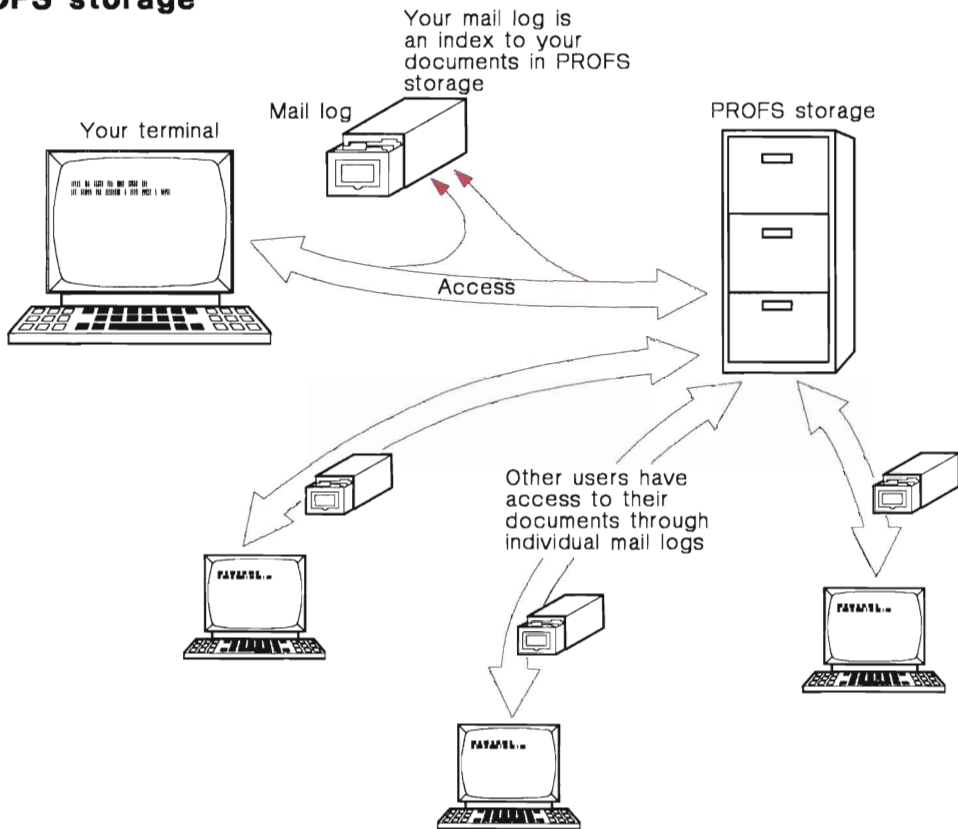 storage
Your mail log is
an index to your
documents in PROFS
storage
Mail log
PROFS storage
Your terminal
Access
Other users have
access to their
documents through
individual mail logs